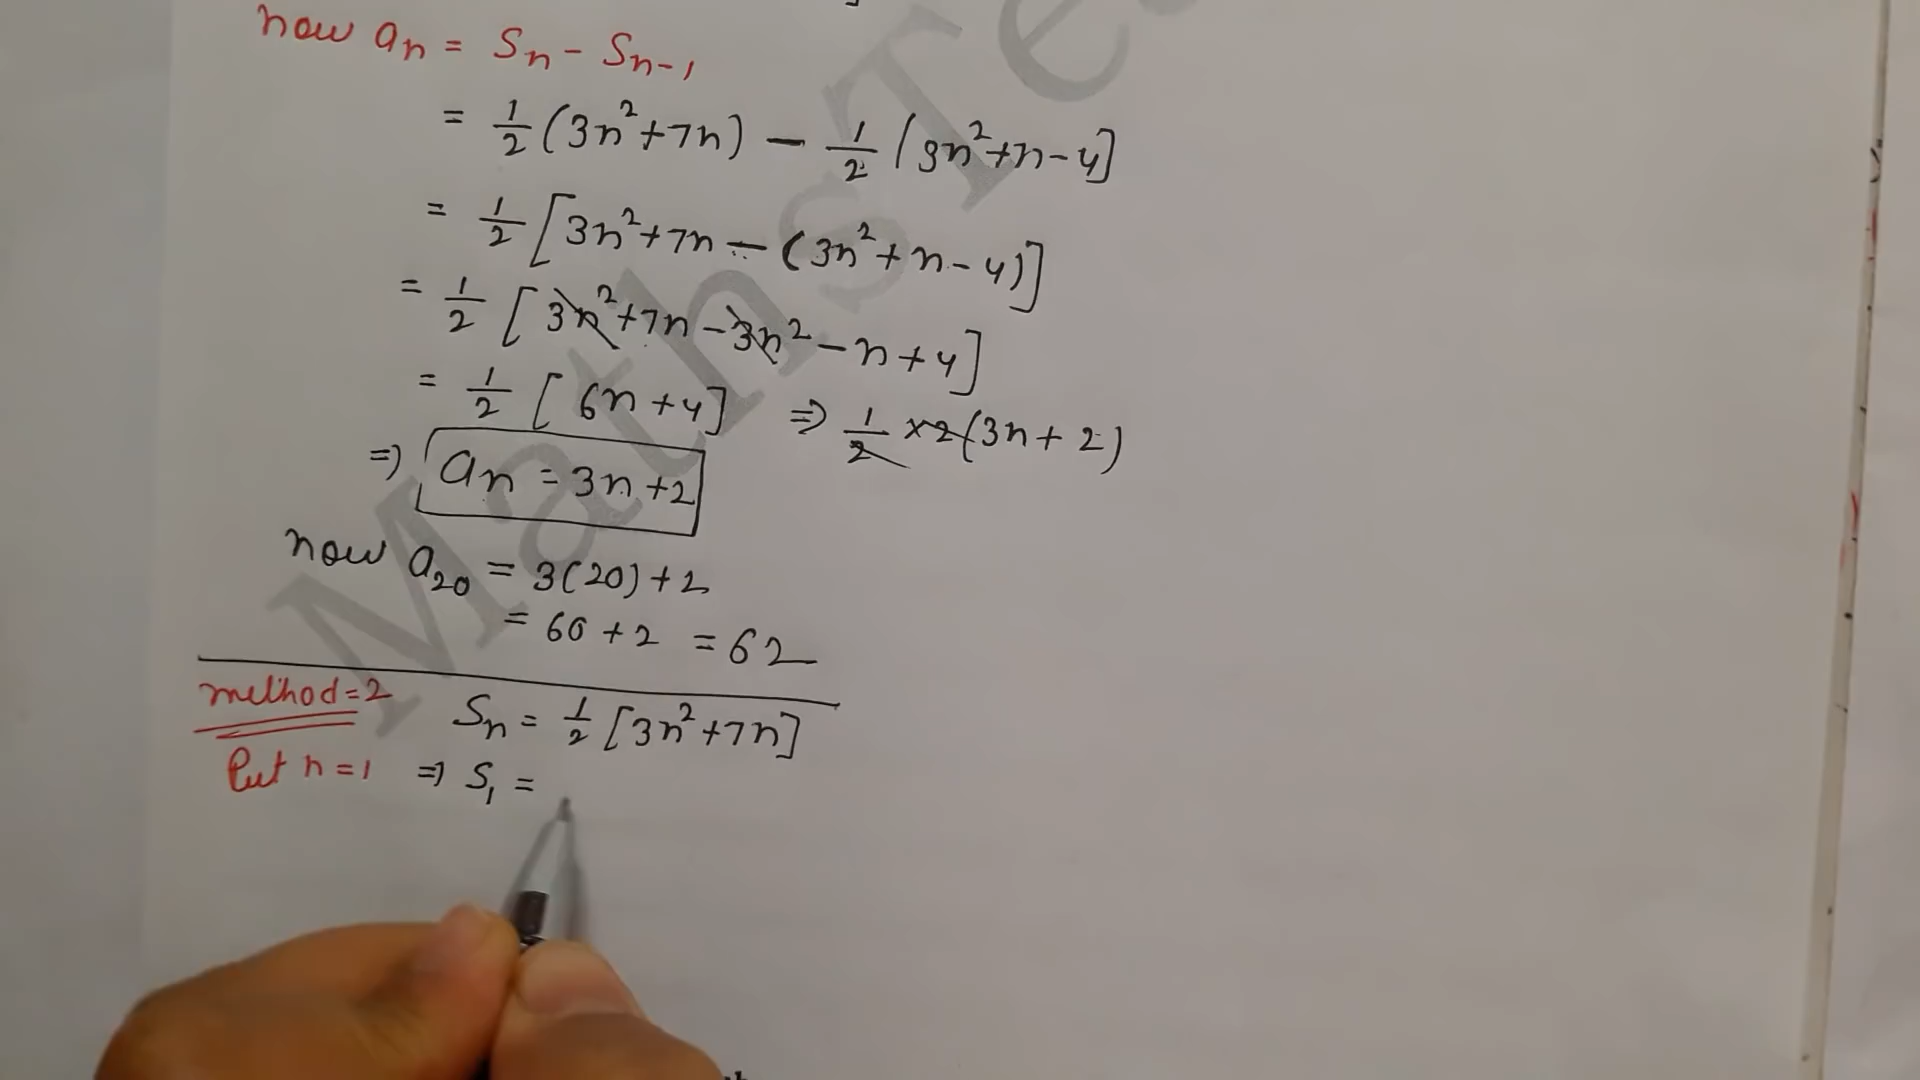 now aₙ = Sₙ - Sₙ₋₁
= 1/2 (3n²+7n) - 1/2 (3n²+n-4]
= 1/2 [3n²+7n - (3n²+n-4)]
= 1/2 [3n²+7n-3n²-n+4]
= 1/2 [6n+4] ⇒ 1/2 ×2(3n+2)
⇒ aₙ = 3n+2
now a₂₀ = 3(20)+2
= 60+2 = 62
method=2 Sₙ = 1/2 [3n²+7n]
Put n=1 ⇒ S₁ =